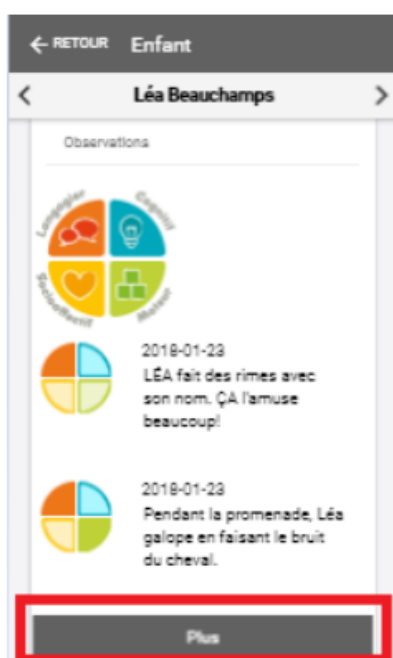 ← RETOUR Enfant
< Léa Beauchamps >
Observations
Langagier Cognitif
Socioaffectif Moteur
2018-01-23
LÉA fait des rimes avec
son nom. ÇA l'amuse
beaucoup!
2018-01-23
Pendant la promenade, Léa
galope en faisant le bruit
du cheval.
Plus